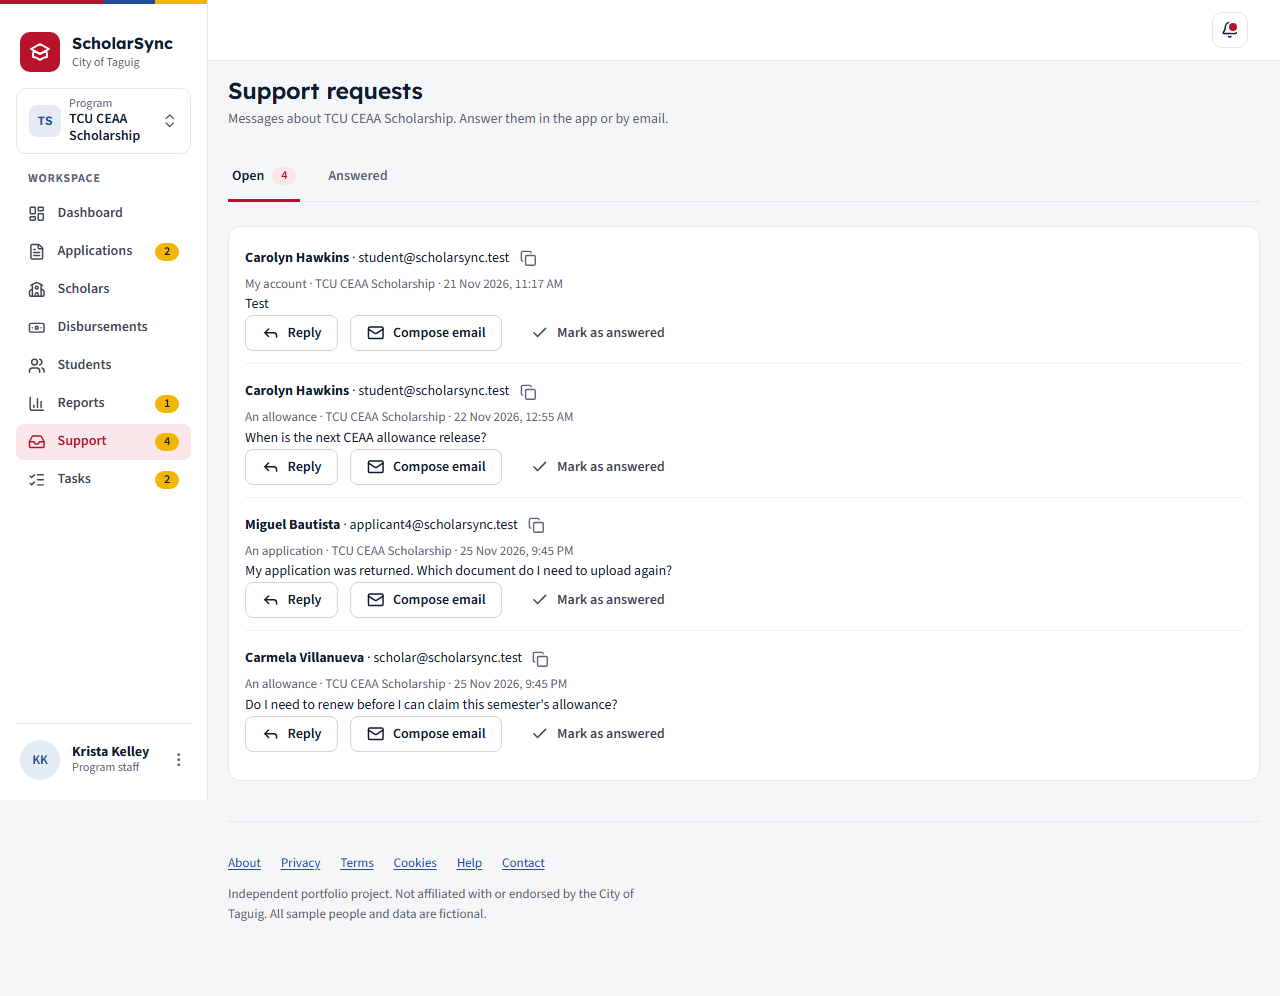 ScholarSync
City of Taguig
Program
TS
TCU CEAA
Scholarship
WORKSPACE
Dashboard
Applications 2
Scholars
Disbursements
Students
Reports 1
Support 4
Tasks 2
KK
Krista Kelley
Program staff
Support requests
Messages about TCU CEAA Scholarship. Answer them in the app or by email.
Open 4 Answered
Carolyn Hawkins · student@scholarsync.test
My account · TCU CEAA Scholarship · 21 Nov 2026, 11:17 AM
Test
Reply Compose email Mark as answered
Carolyn Hawkins · student@scholarsync.test
An allowance · TCU CEAA Scholarship · 22 Nov 2026, 12:55 AM
When is the next CEAA allowance release?
Reply Compose email Mark as answered
Miguel Bautista · applicant4@scholarsync.test
An application · TCU CEAA Scholarship · 25 Nov 2026, 9:45 PM
My application was returned. Which document do I need to upload again?
Reply Compose email Mark as answered
Carmela Villanueva · scholar@scholarsync.test
An allowance · TCU CEAA Scholarship · 25 Nov 2026, 9:45 PM
Do I need to renew before I can claim this semester's allowance?
Reply Compose email Mark as answered
About Privacy Terms Cookies Help Contact
Independent portfolio project. Not affiliated with or endorsed by the City of
Taguig. All sample people and data are fictional.